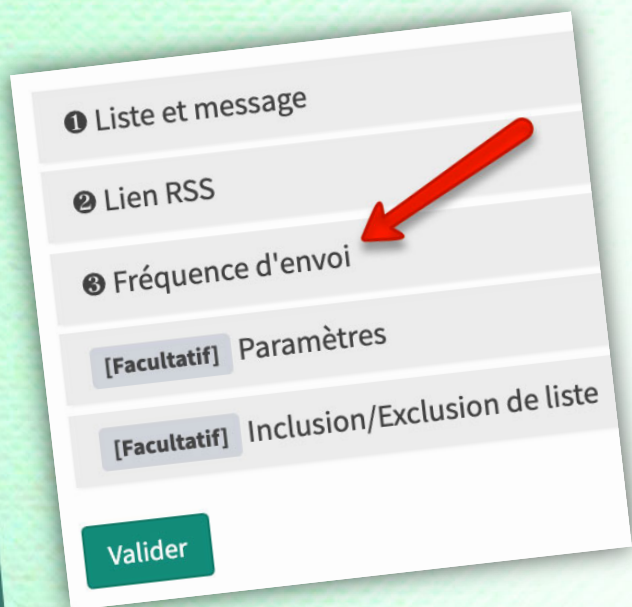 ❶ Liste et message
❷ Lien RSS
❸ Fréquence d'envoi
[Facultatif] Paramètres
[Facultatif] Inclusion/Exclusion de liste
Valider